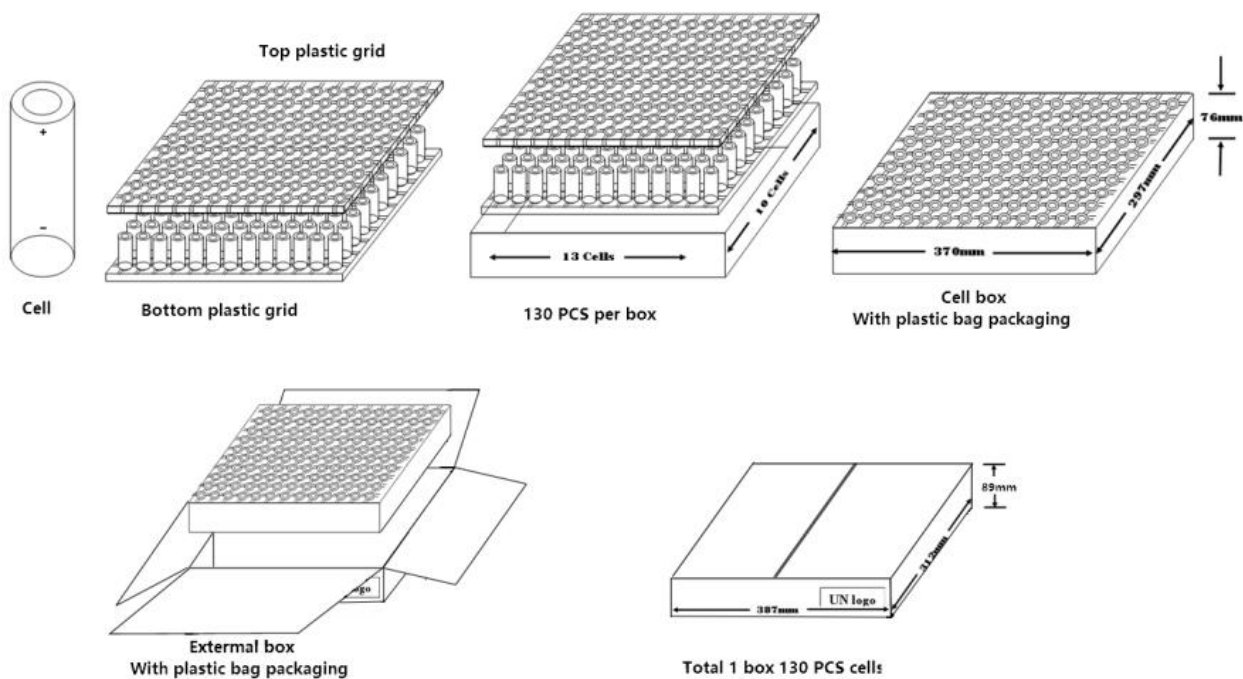 Top plastic grid
+
−
Cell
Bottom plastic grid
13 Cells
10 Cells
130 PCS per box
76mm
297mm
370mm
Cell box
With plastic bag packaging
logo
Extermal box
With plastic bag packaging
89mm
312mm
387mm
UN logo
Total 1 box 130 PCS cells